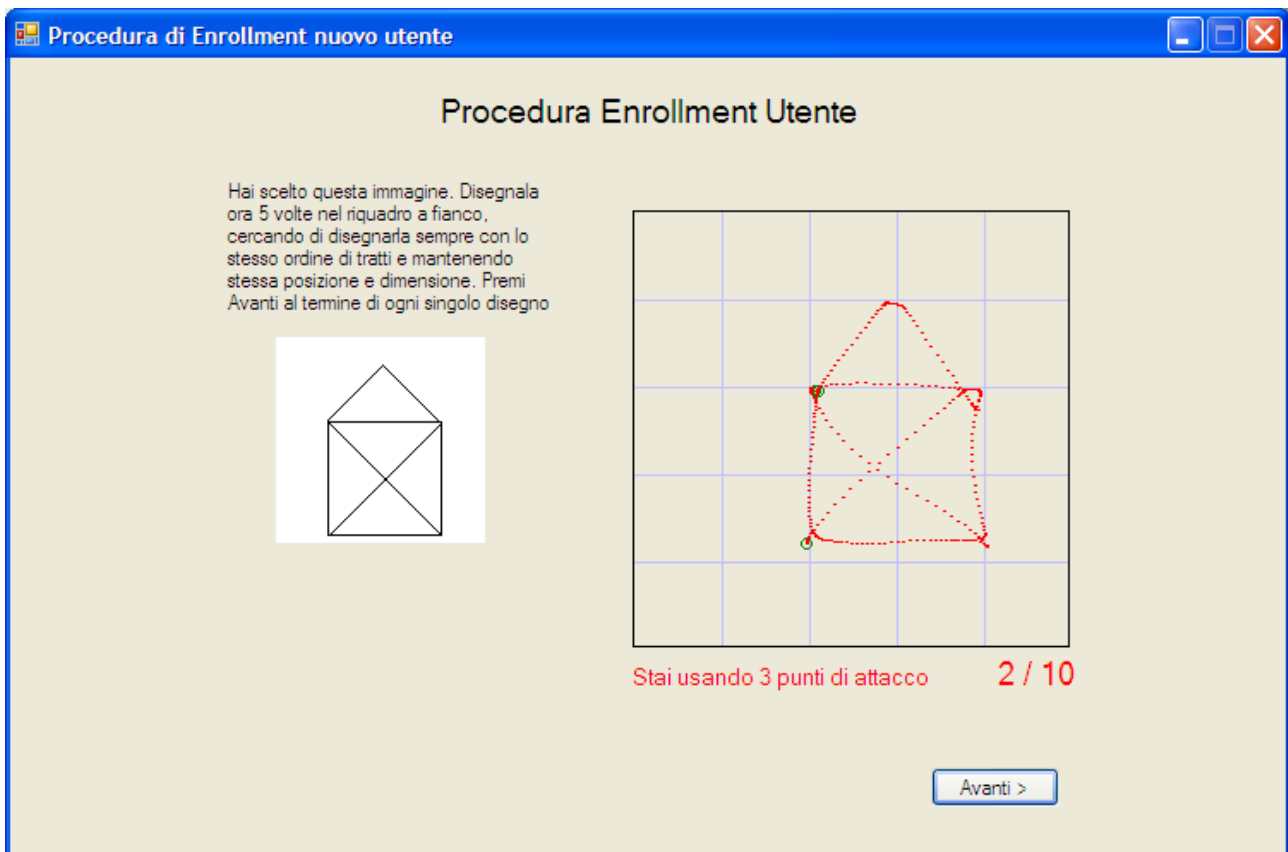 Procedura di Enrollment nuovo utente
Procedura Enrollment Utente
Hai scelto questa immagine. Disegnala
ora 5 volte nel riquadro a fianco,
cercando di disegnarla sempre con lo
stesso ordine di tratti e mantenendo
stessa posizione e dimensione. Premi
Avanti al termine di ogni singolo disegno
Stai usando 3 punti di attacco
2 / 10
Avanti >